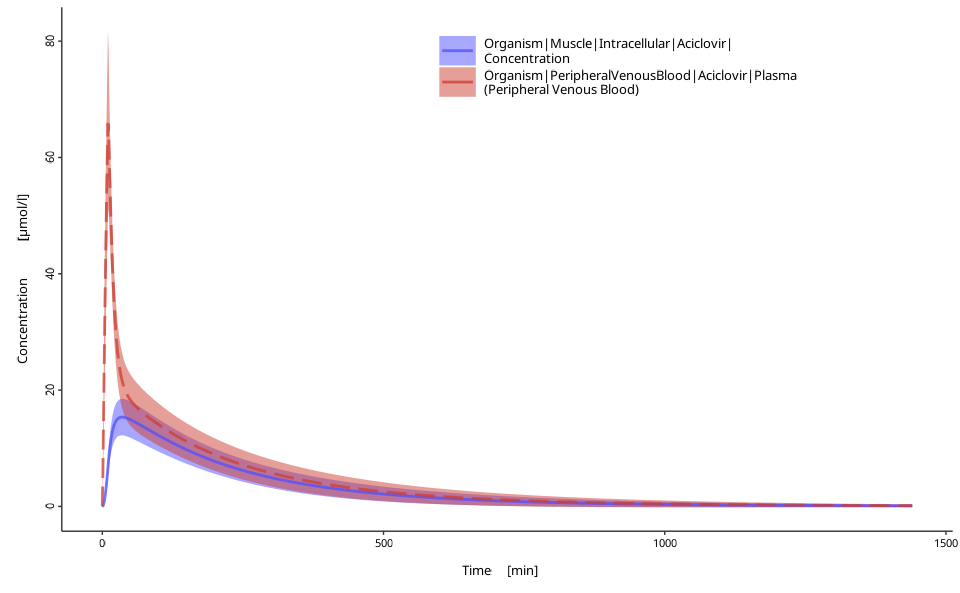 Organism|Muscle|Intracellular|Aciclovir|
Concentration
Organism|PeripheralVenousBlood|Aciclovir|Plasma
(Peripheral Venous Blood)
80
60
40
20
0
Concentration [µmol/l]
0 500 1000 1500
Time [min]